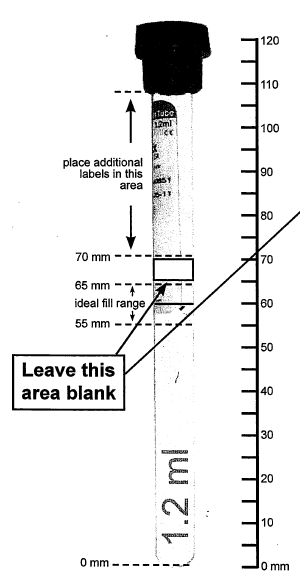 120
110
100
90
80
70
60
50
40
30
20
10
0 mm
Tube
1.2ml
CE
place additional
labels in this
area
70 mm
65 mm
ideal fill range
55 mm
Leave this
area blank
1.2 ml
0 mm